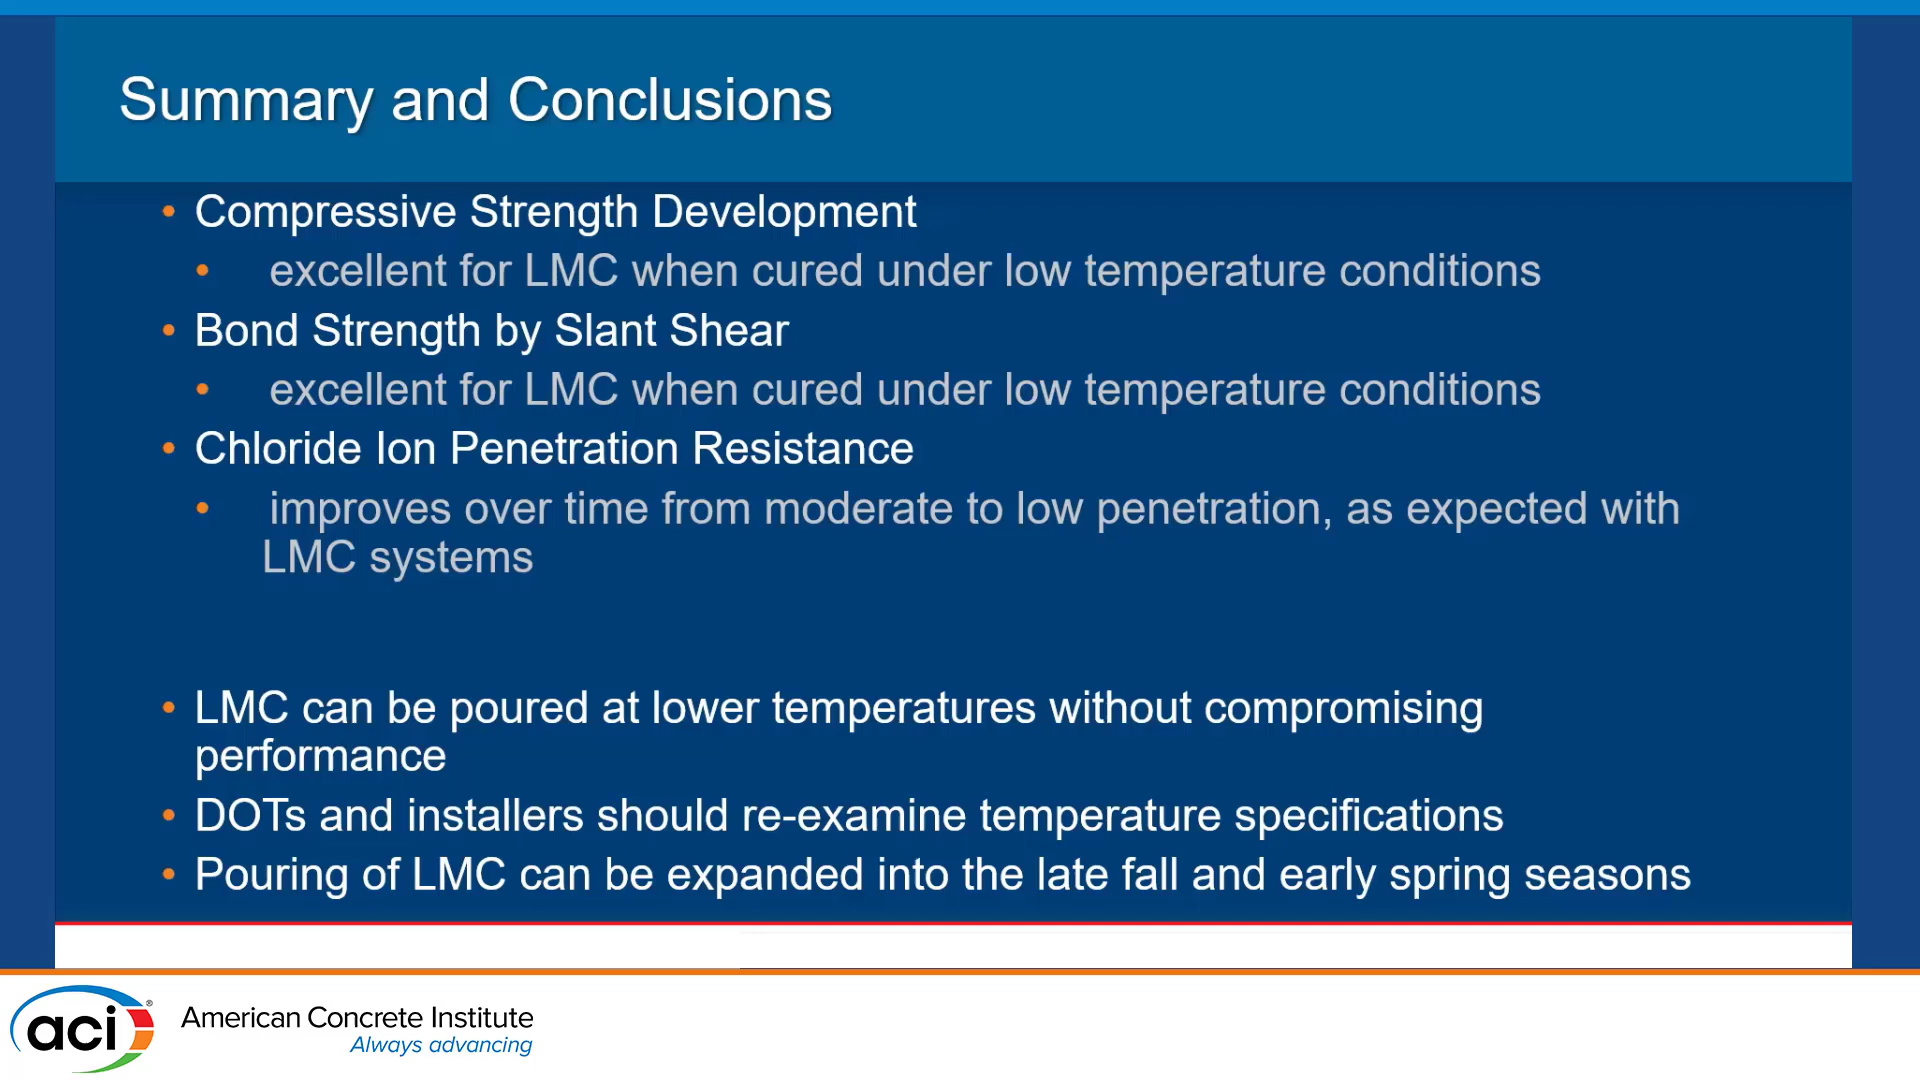 Summary and Conclusions
• Compressive Strength Development
• excellent for LMC when cured under low temperature conditions
• Bond Strength by Slant Shear
• excellent for LMC when cured under low temperature conditions
• Chloride Ion Penetration Resistance
• improves over time from moderate to low penetration, as expected with
LMC systems
• LMC can be poured at lower temperatures without compromising
performance
• DOTs and installers should re-examine temperature specifications
• Pouring of LMC can be expanded into the late fall and early spring seasons
aci®
American Concrete Institute
Always advancing